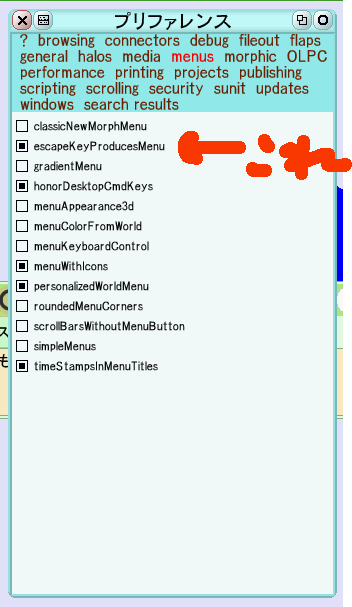 プリファレンス
? browsing connectors debug fileout flaps
general halos media menus morphic OLPC
performance printing projects publishing
scripting scrolling security sunit updates
windows search results
classicNewMorphMenu
escapeKeyProducesMenu
これ
gradientMenu
honorDesktopCmdKeys
menuAppearance3d
menuColorFromWorld
menuKeyboardControl
menuWithIcons
personalizedWorldMenu
roundedMenuCorners
scrollBarsWithoutMenuButton
simpleMenus
timeStampsInMenuTitles